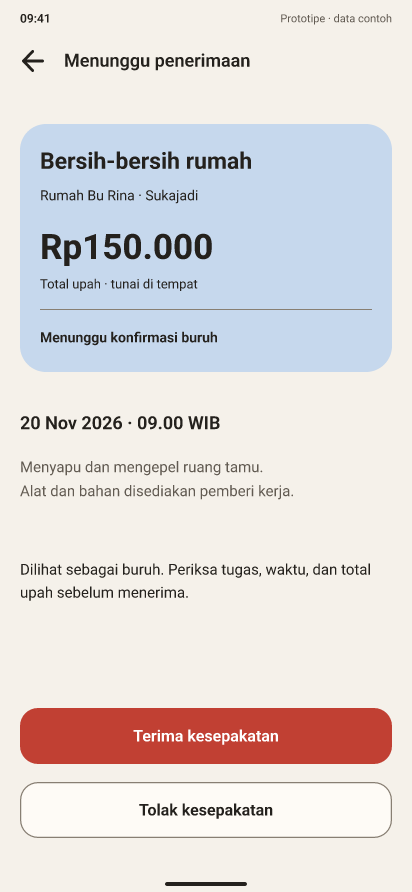 09:41
Prototipe · data contoh
Menunggu penerimaan
Bersih-bersih rumah
Rumah Bu Rina · Sukajadi
Rp150.000
Total upah · tunai di tempat
Menunggu konfirmasi buruh
20 Nov 2026 · 09.00 WIB
Menyapu dan mengepel ruang tamu.
Alat dan bahan disediakan pemberi kerja.
Dilihat sebagai buruh. Periksa tugas, waktu, dan total
upah sebelum menerima.
Terima kesepakatan
Tolak kesepakatan